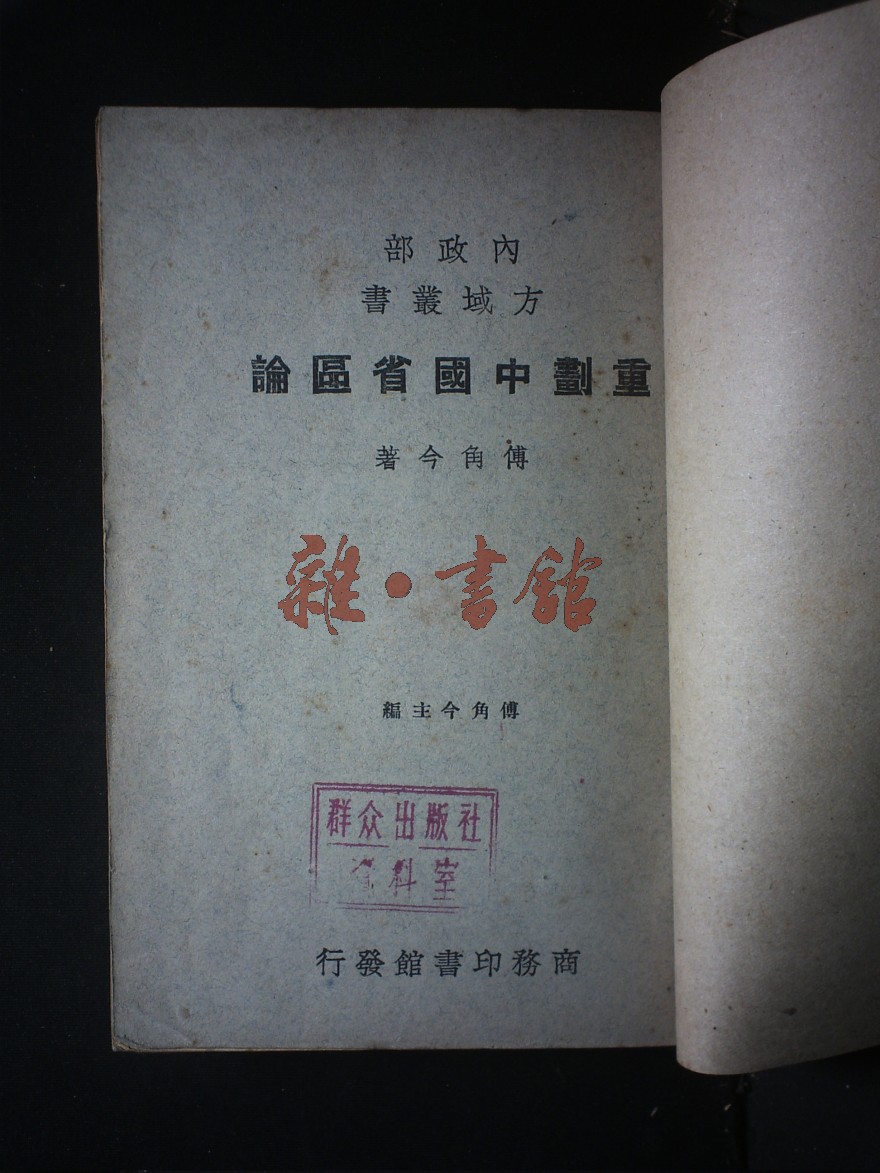 內政部
方域叢書
重劃中國省區論
傅角今著
雜·書館
傅角今主編
群众出版社
资料室
商務印書館發行